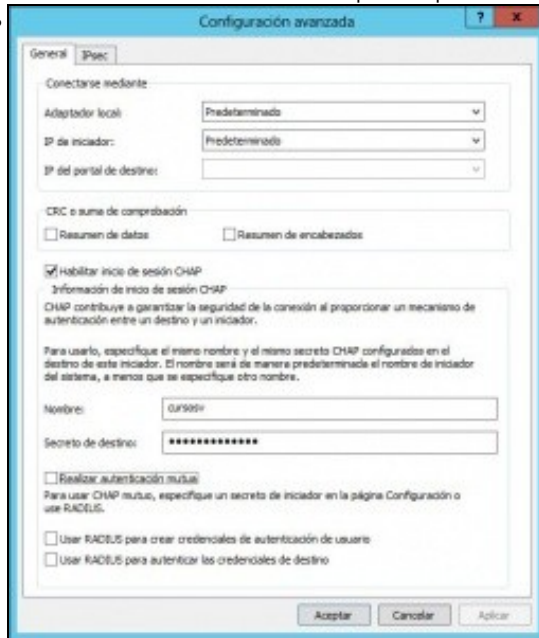 Configuración avanzada
General IPsec
Conectarse mediante
Adaptador local: Predeterminado
IP de iniciador: Predeterminado
IP del portal de destino:
CRC o suma de comprobación
Resumen de datos Resumen de encabezados
Habilitar inicio de sesión CHAP
Información de inicio de sesión CHAP
CHAP contribuye a garantizar la seguridad de la conexión al proporcionar un mecanismo de
autenticación entre un destino y un iniciador.
Para usarlo, especifique el mismo nombre y el mismo secreto CHAP configurados en el
destino de este iniciador. El nombre será de manera predeterminada el nombre de iniciador
del sistema, a menos que se especifique otro nombre.
Nombre: cursosv
Secreto de destino: •••••••••••••
Realizar autenticación mutua
Para usar CHAP mutuo, especifique un secreto de iniciador en la página Configuración o
use RADIUS.
Usar RADIUS para crear credenciales de autenticación de usuario
Usar RADIUS para autenticar las credenciales de destino
Aceptar Cancelar Aplicar